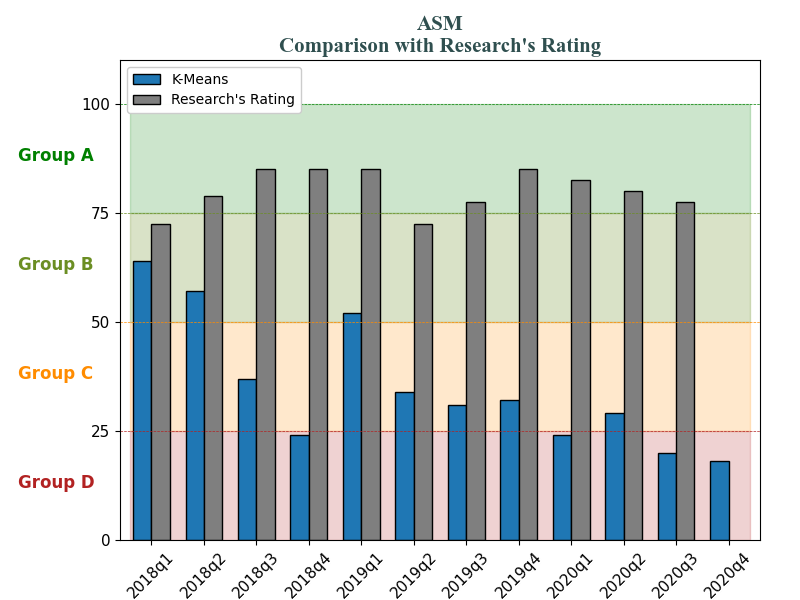 ASM
Comparison with Research's Rating
K-Means
Research's Rating
100
Group A
75
Group B
50
Group C
25
Group D
0
2018q1
2018q2
2018q3
2018q4
2019q1
2019q2
2019q3
2019q4
2020q1
2020q2
2020q3
2020q4